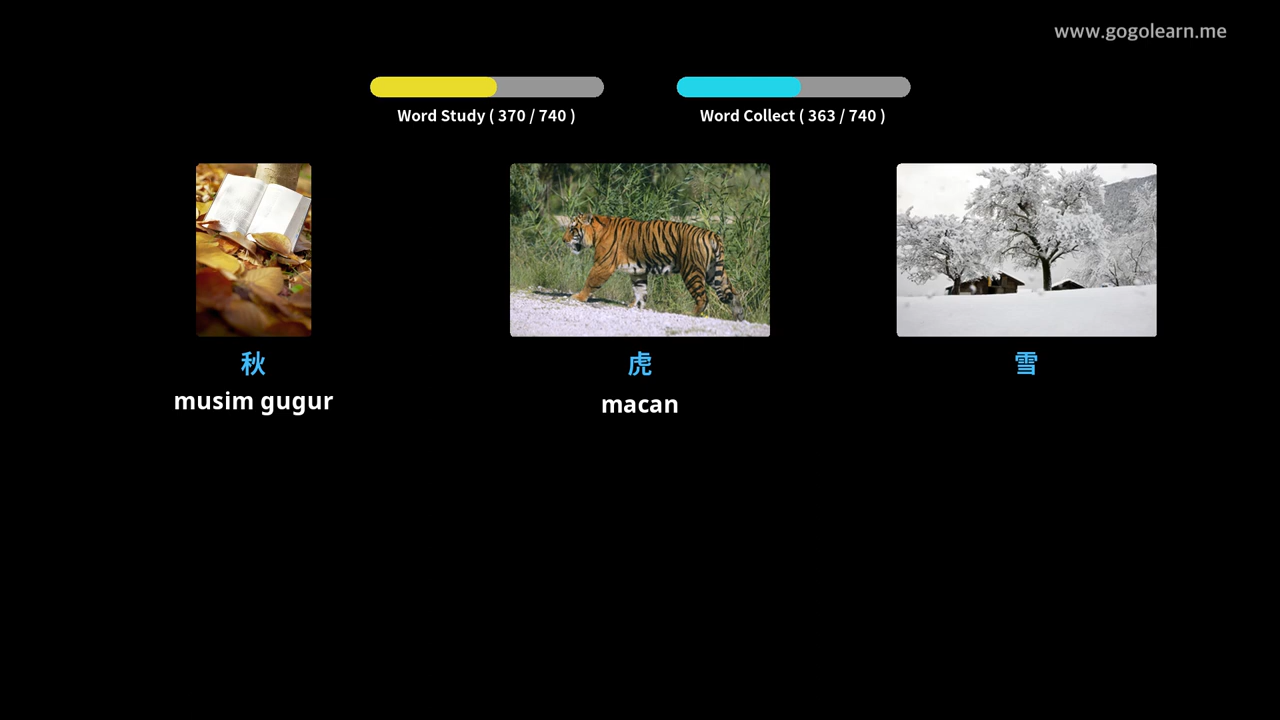 www.gogolearn.me
Word Study ( 370 / 740 )
Word Collect ( 363 / 740 )
秋
虎
雪
musim gugur
macan